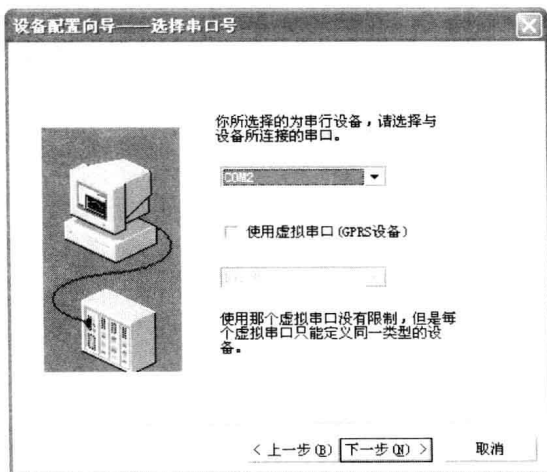 设备配置向导——选择串口号
你所选择的为串行设备，请选择与
设备所连接的串口。
COM2
使用虚拟串口(GPRS设备)
使用那个虚拟串口没有限制，但是每
个虚拟串口只能定义同一类型的设
备。
< 上一步(B) 下一步(N) > 取消